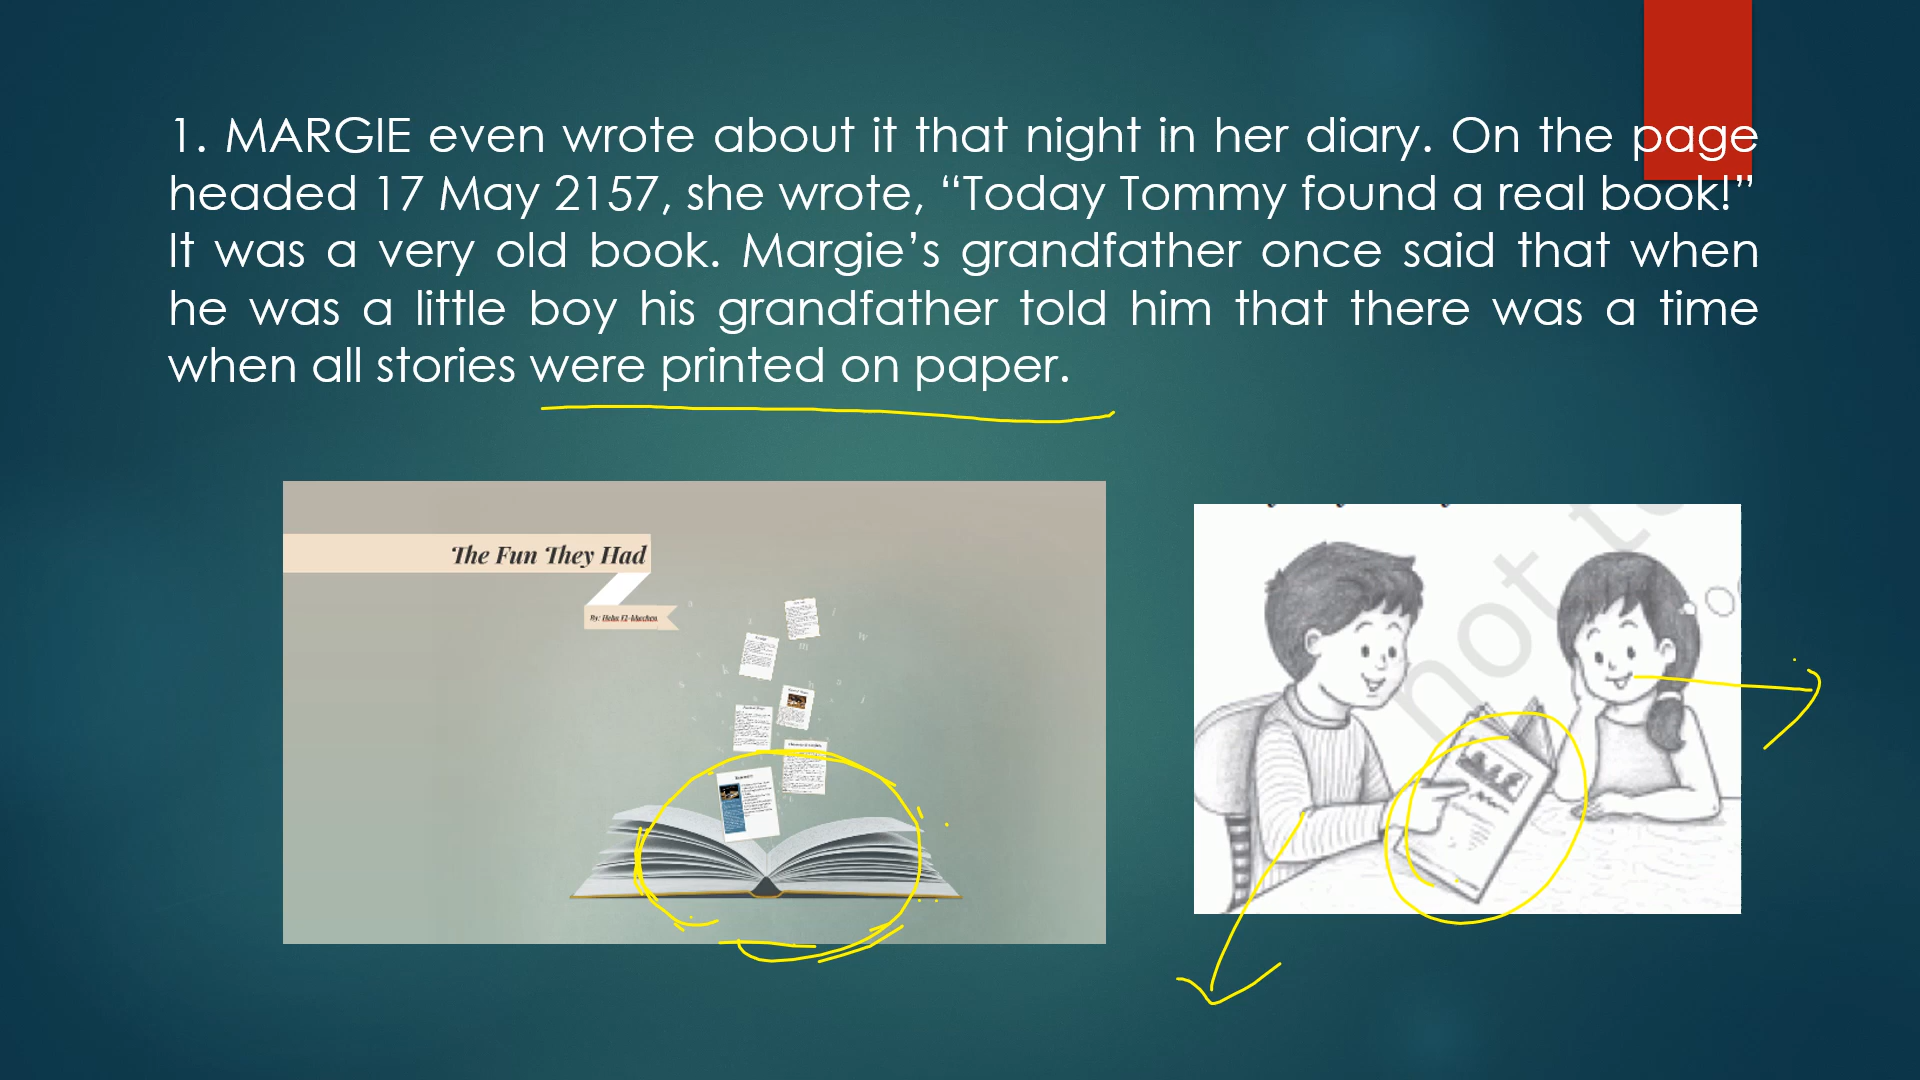 1. MARGIE even wrote about it that night in her diary. On the page
headed 17 May 2157, she wrote, “Today Tommy found a real book!”
It was a very old book. Margie’s grandfather once said that when
he was a little boy his grandfather told him that there was a time
when all stories were printed on paper.
The Fun They Had
not to